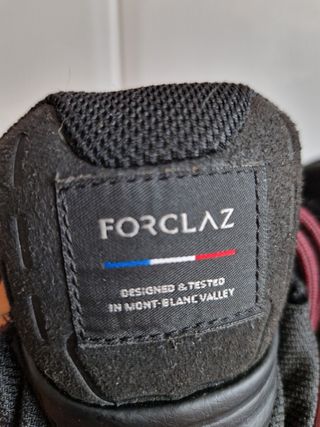 FORCLAZ
DESIGNED & TESTED
IN MONT-BLANC VALLEY